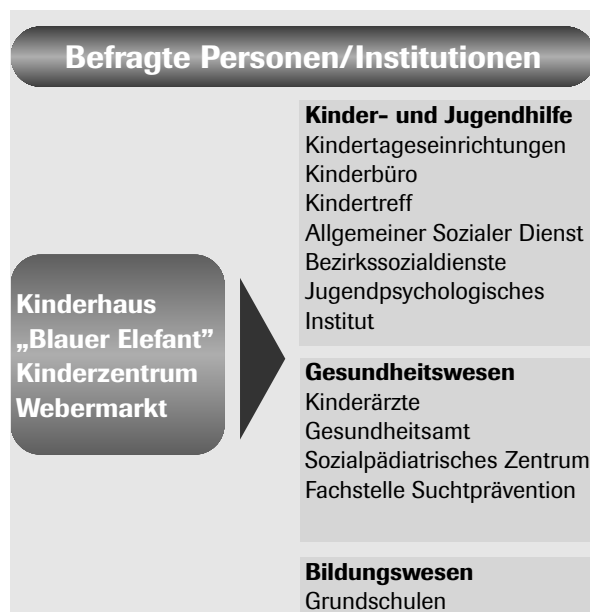 Befragte Personen/Institutionen
Kinderhaus
„Blauer Elefant”
Kinderzentrum
Webermarkt
Kinder- und Jugendhilfe
Kindertageseinrichtungen
Kinderbüro
Kindertreff
Allgemeiner Sozialer Dienst
Bezirkssozialdienste
Jugendpsychologisches
Institut
Gesundheitswesen
Kinderärzte
Gesundheitsamt
Sozialpädiatrisches Zentrum
Fachstelle Suchtprävention
Bildungswesen
Grundschulen